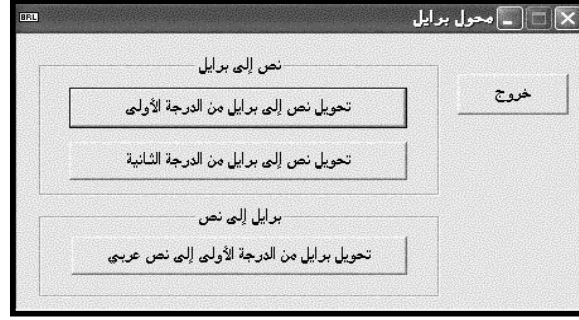 محول برايل
BRL
نص إلى برايل
خروج
تحويل نص إلى برايل من الدرجة الأولى
تحويل نص إلى برايل من الدرجة الثانية
برايل إلى نص
تحويل برايل من الدرجة الأولى إلى نص عربي